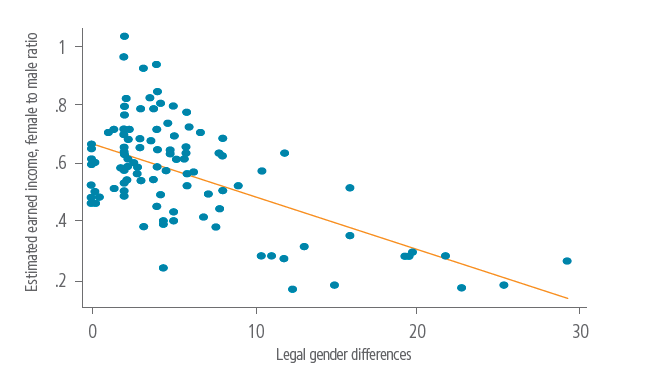 Estimated earned income, female to male ratio
1
.8
.6
.4
.2
0 10 20 30
Legal gender differences